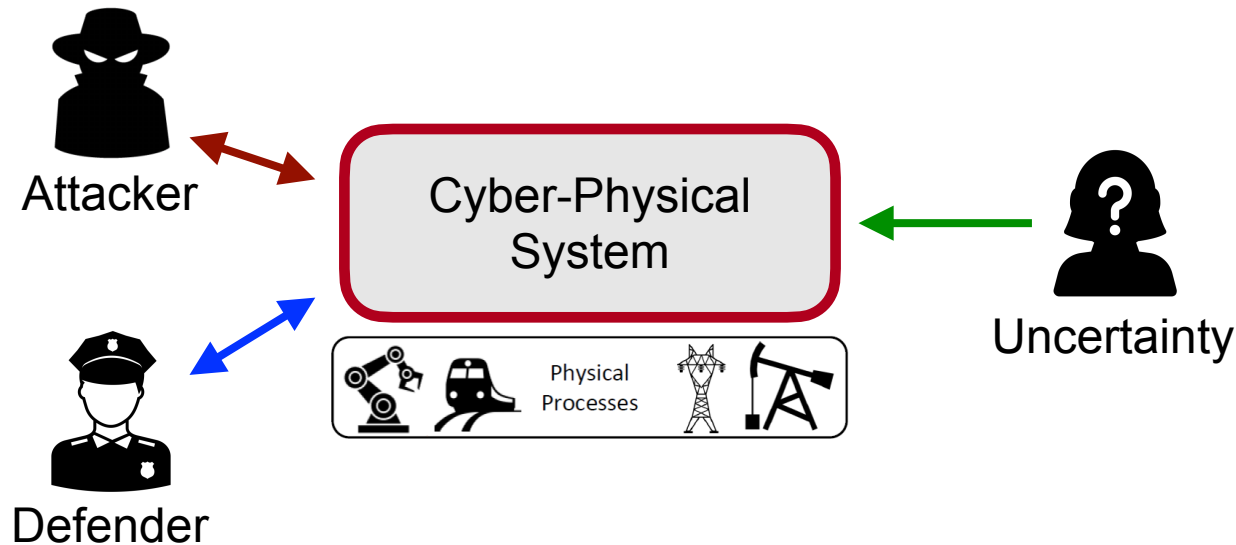 Attacker
Cyber-Physical
System
?
Uncertainty
Physical
Processes
Defender